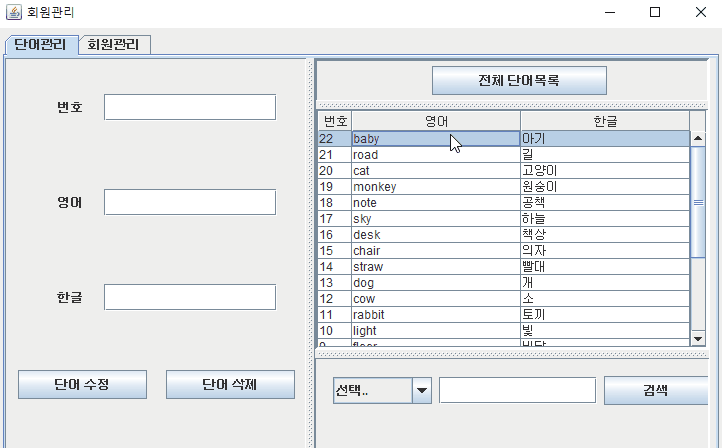 회원관리
단어관리 회원관리
번호
영어
한글
단어 수정 단어 삭제
전체 단어목록
번호 영어 한글
22 baby 아기
21 road 길
20 cat 고양이
19 monkey 원숭이
18 note 공책
17 sky 하늘
16 desk 책상
15 chair 의자
14 straw 빨대
13 dog 개
12 cow 소
11 rabbit 토끼
10 light 빛
선택.. 검색